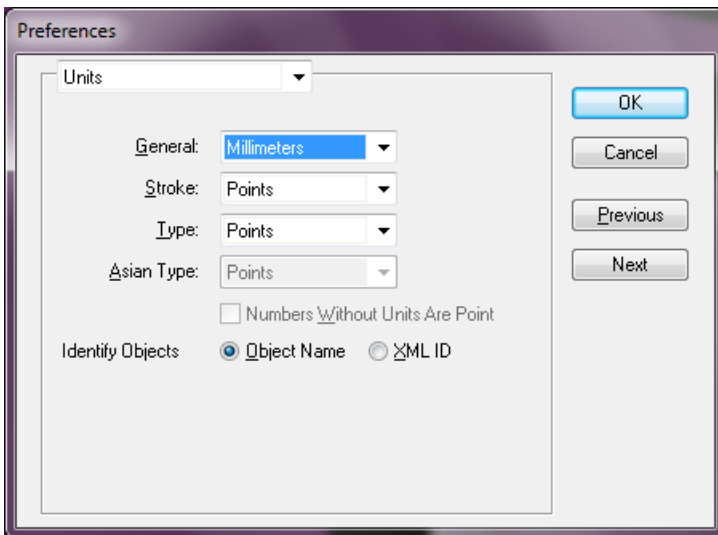 Preferences
Units
OK
General: Millimeters
Cancel
Stroke: Points
Type: Points
Previous
Asian Type: Points
Next
Numbers Without Units Are Point
Identify Objects Object Name XML ID